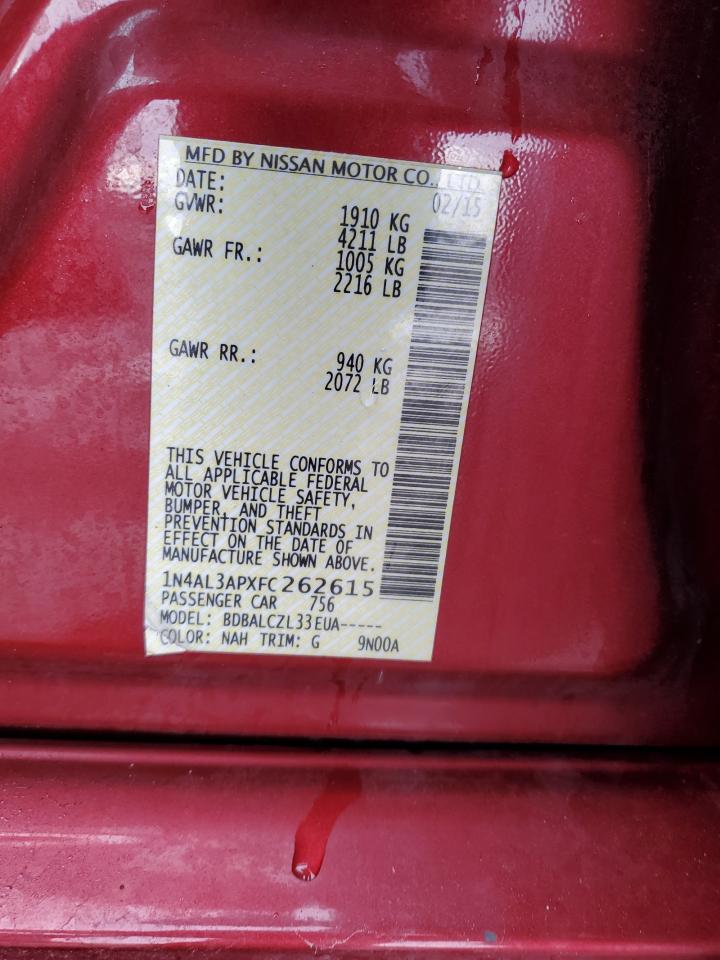 MFD BY NISSAN MOTOR CO., LTD.
DATE: 02/15
GVWR: 1910 KG
4211 LB
GAWR FR.: 1005 KG
2216 LB
GAWR RR.: 940 KG
2072 LB
THIS VEHICLE CONFORMS TO
ALL APPLICABLE FEDERAL
MOTOR VEHICLE SAFETY,
BUMPER, AND THEFT
PREVENTION STANDARDS IN
EFFECT ON THE DATE OF
MANUFACTURE SHOWN ABOVE.
1N4AL3APXFC262615
PASSENGER CAR 756
MODEL: BDBALCZL33EUA-----
COLOR: NAH TRIM: G 9N00A